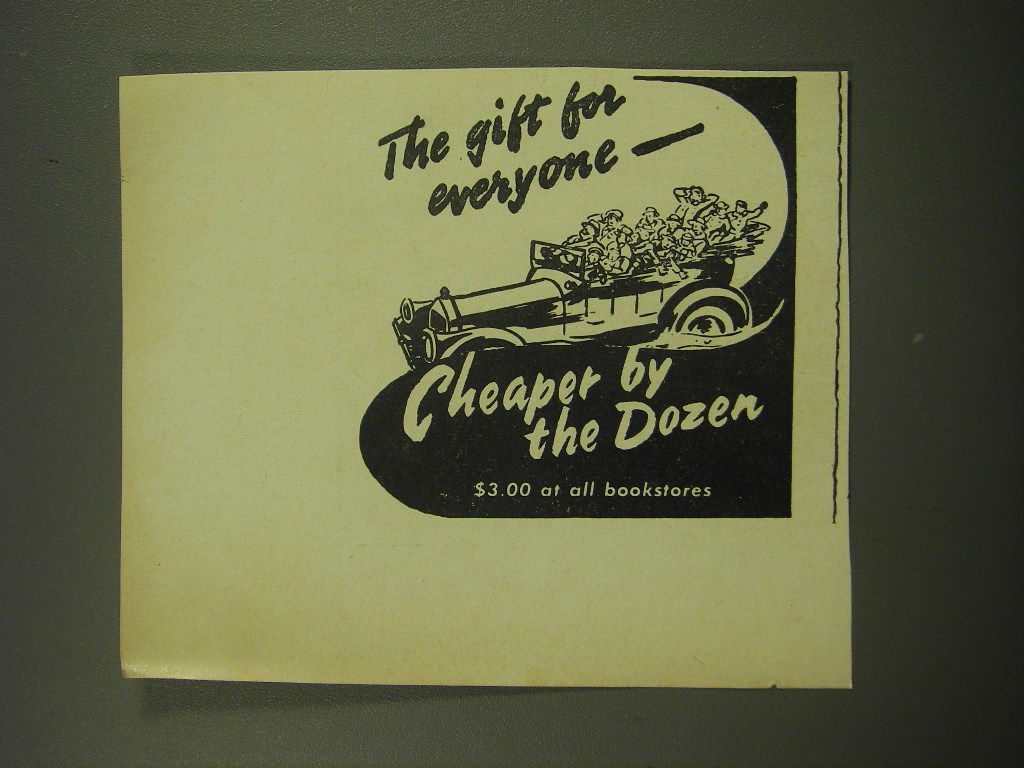 The gift for
everyone —
Cheaper by
the Dozen
$3.00 at all bookstores